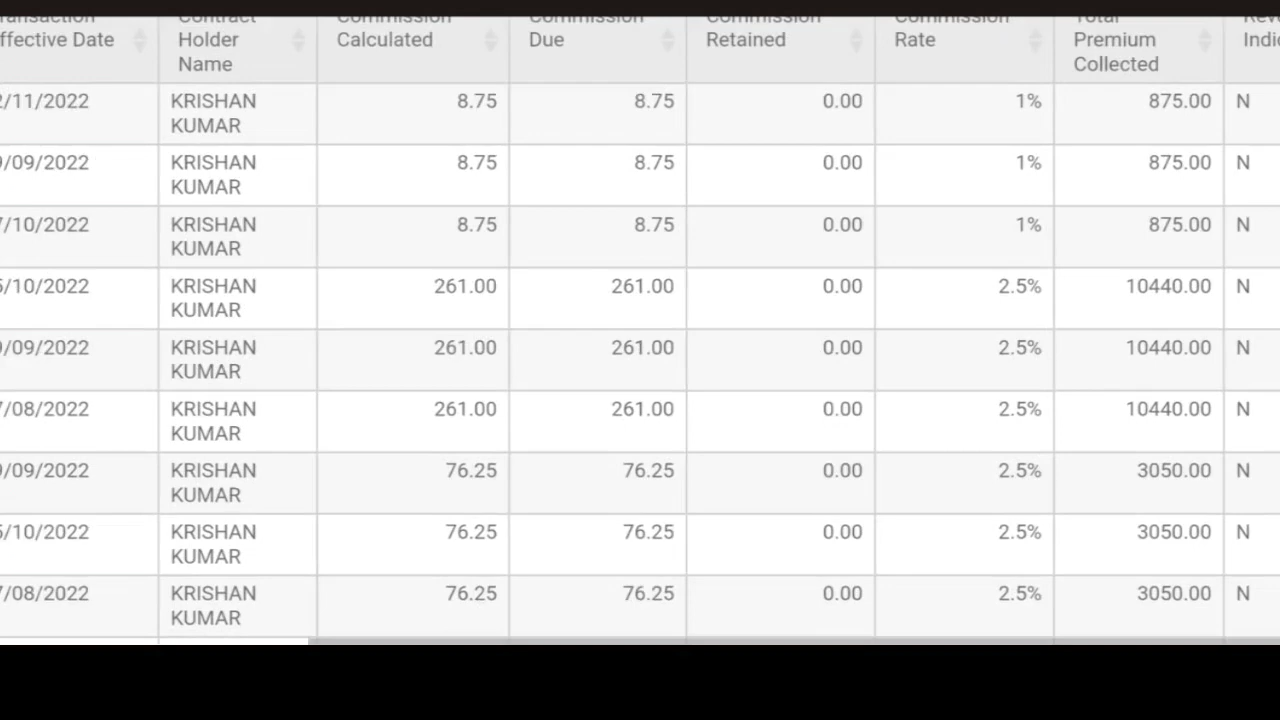 Effective Date Contract Holder Name Commission Calculated Commission Due Commission Retained Commission Rate Total Premium Collected
/11/2022 KRISHAN KUMAR 8.75 8.75 0.00 1% 875.00 N
/09/2022 KRISHAN KUMAR 8.75 8.75 0.00 1% 875.00 N
/10/2022 KRISHAN KUMAR 8.75 8.75 0.00 1% 875.00 N
/10/2022 KRISHAN KUMAR 261.00 261.00 0.00 2.5% 10440.00 N
/09/2022 KRISHAN KUMAR 261.00 261.00 0.00 2.5% 10440.00 N
/08/2022 KRISHAN KUMAR 261.00 261.00 0.00 2.5% 10440.00 N
/09/2022 KRISHAN KUMAR 76.25 76.25 0.00 2.5% 3050.00 N
/10/2022 KRISHAN KUMAR 76.25 76.25 0.00 2.5% 3050.00 N
/08/2022 KRISHAN KUMAR 76.25 76.25 0.00 2.5% 3050.00 N